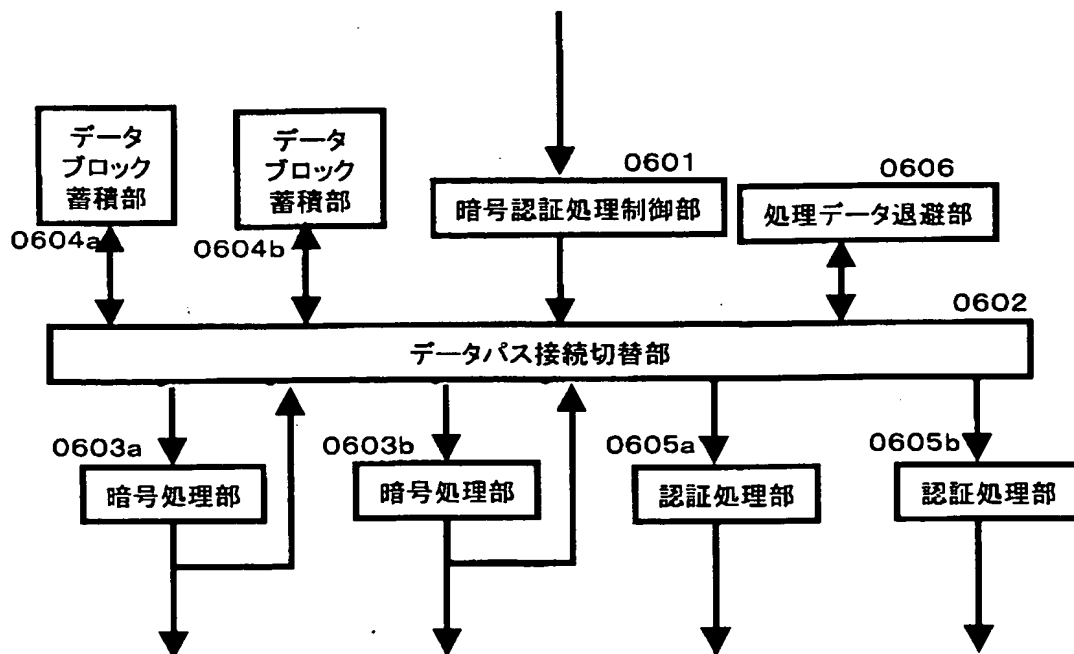 データ
ブロック
蓄積部
0604a
データ
ブロック
蓄積部
0604b
0601
暗号認証処理制御部
0606
処理データ退避部
0602
データパス接続切替部
0603a
暗号処理部
0603b
暗号処理部
0605a
認証処理部
0605b
認証処理部